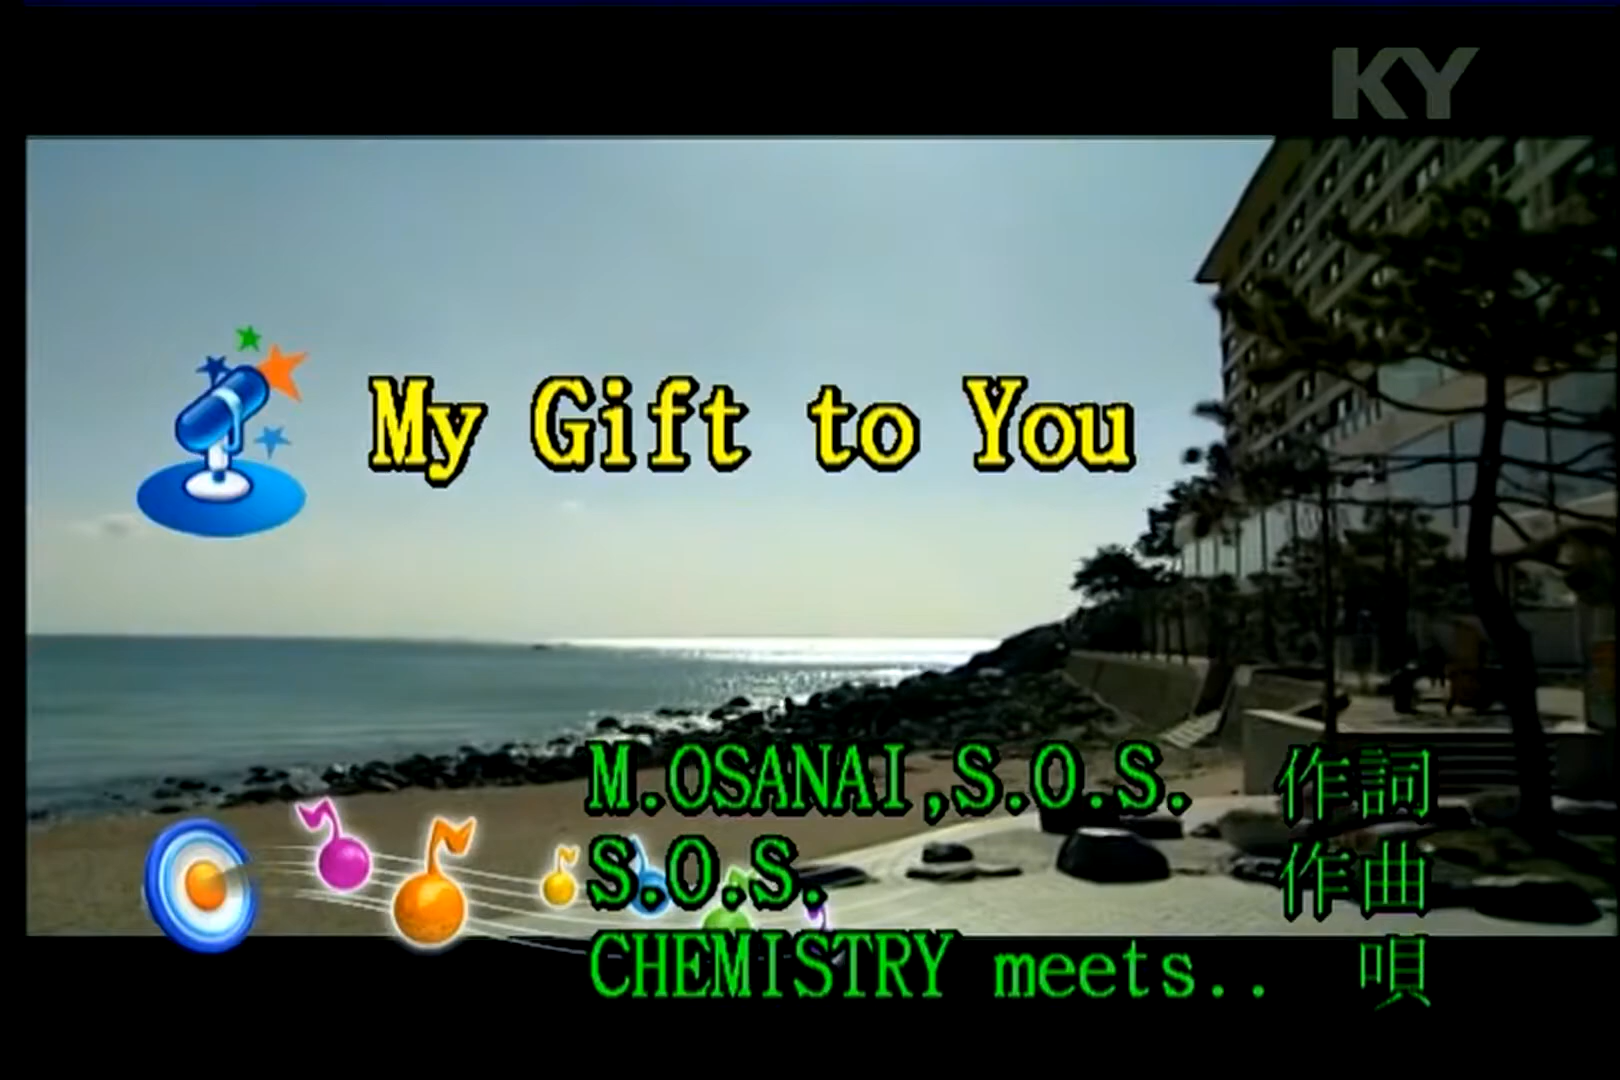 KY
My Gift to You
M.OSANAI,S.O.S. 作詞
S.O.S. 作曲
CHEMISTRY meets.. 唄